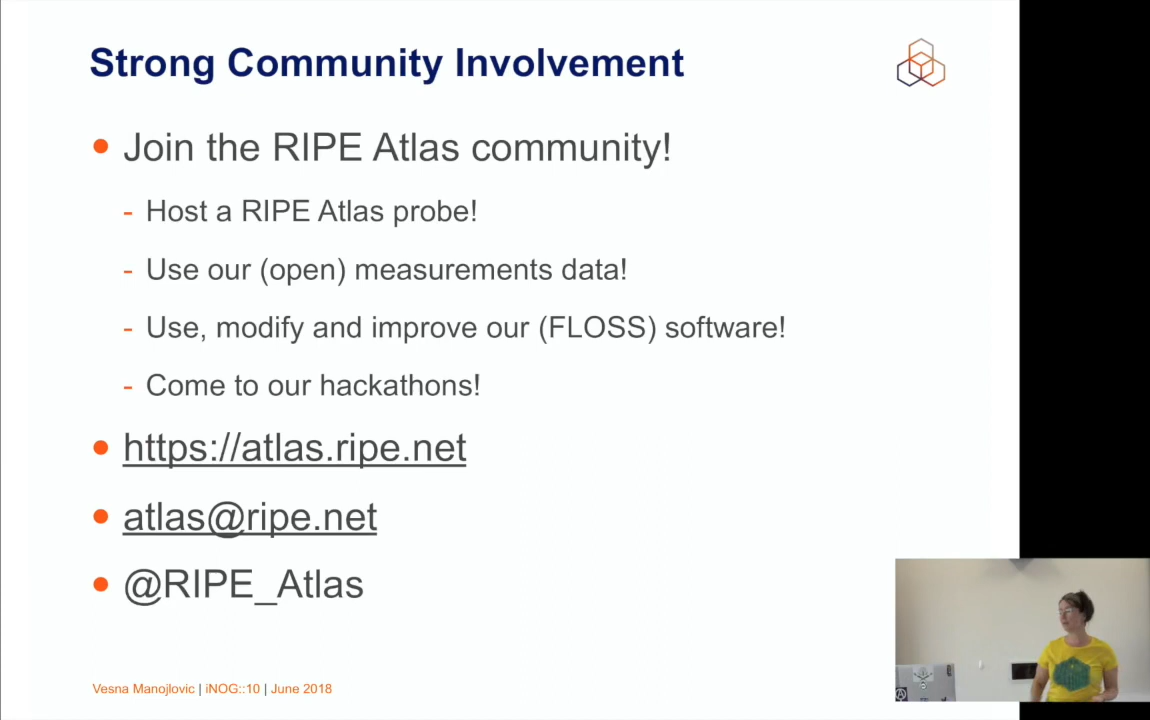 Strong Community Involvement
Join the RIPE Atlas community!
- Host a RIPE Atlas probe!
- Use our (open) measurements data!
- Use, modify and improve our (FLOSS) software!
- Come to our hackathons!
https://atlas.ripe.net
atlas@ripe.net
@RIPE_Atlas
Vesna Manojlovic | iNOG::10 | June 2018